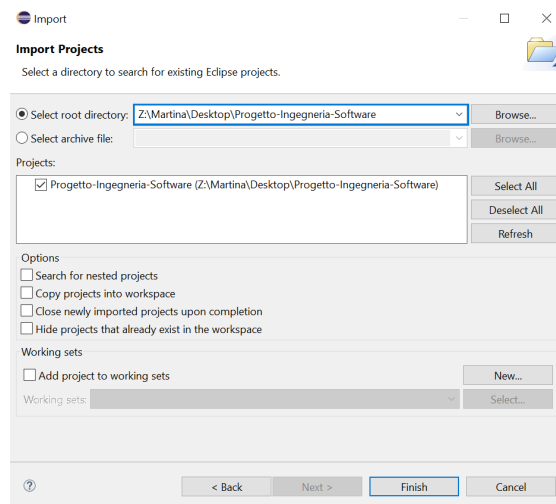 Import
Import Projects
Select a directory to search for existing Eclipse projects.
Select root directory: Z:\Martina\Desktop\Progetto-Ingegneria-Software Browse...
Select archive file: Browse...
Projects:
Progetto-Ingegneria-Software (Z:\Martina\Desktop\Progetto-Ingegneria-Software)
Select All
Deselect All
Refresh
Options
Search for nested projects
Copy projects into workspace
Close newly imported projects upon completion
Hide projects that already exist in the workspace
Working sets
Add project to working sets New...
Working sets: Select...
? < Back Next > Finish Cancel